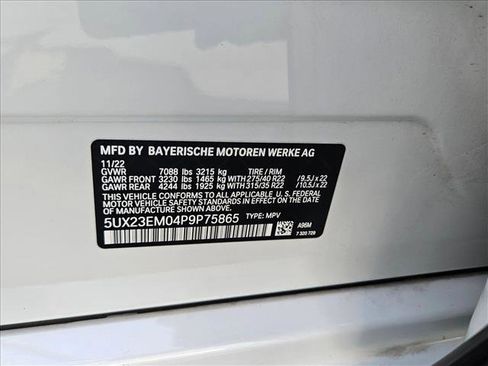 MFD BY BAYERISCHE MOTOREN WERKE AG
11/22
GVWR 7088 lbs 3215 kg TIRE / RIM
GAWR FRONT 3230 lbs 1465 kg WITH 275/40 R22 / 9.5J x 22
GAWR REAR 4244 lbs 1925 kg WITH 315/35 R22 / 10.5J x 22
THIS VEHICLE CONFORMS TO ALL APPLICABLE U.S. FEDERAL
MOTOR VEHICLE SAFETY STANDARDS IN EFFECT ON THE
DATE OF MANUFACTURE SHOWN ABOVE.
5UX23EM04P9P75865 TYPE: MPV
A96M
7 320 729